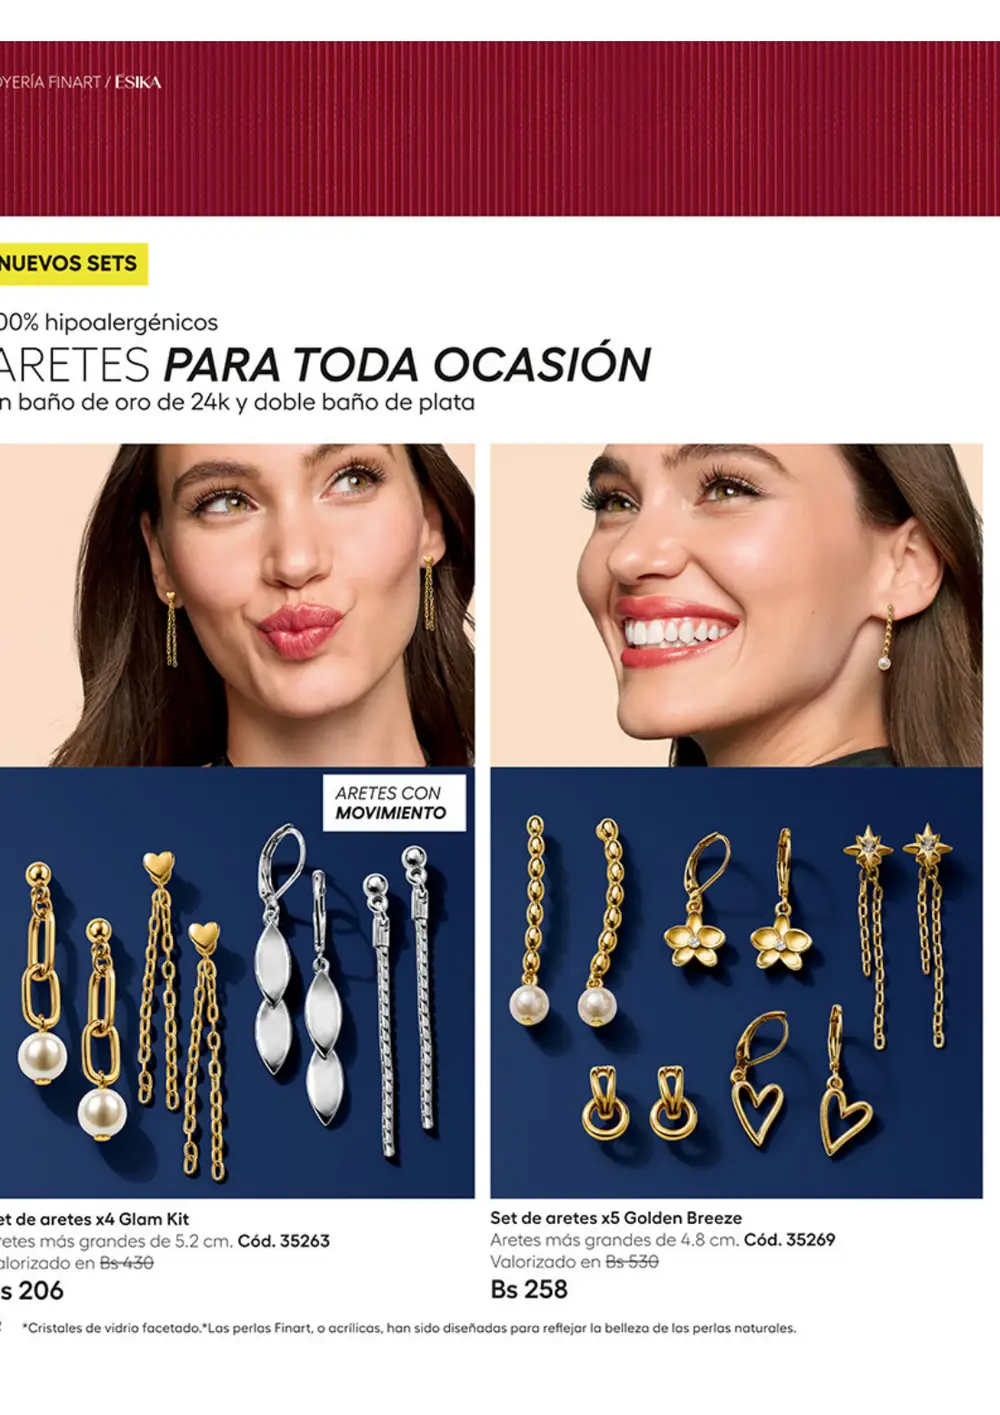 OYERÍA FINART / ÉSIKA
NUEVOS SETS
00% hipoalergénicos
ARETES PARA TODA OCASIÓN
n baño de oro de 24k y doble baño de plata
ARETES CON
MOVIMIENTO
et de aretes x4 Glam Kit
retes más grandes de 5.2 cm. Cód. 35263
alorizado en Bs 430
s 206
Set de aretes x5 Golden Breeze
Aretes más grandes de 4.8 cm. Cód. 35269
Valorizado en Bs 530
Bs 258
*Cristales de vidrio facetado.*Las perlas Finart, o acrílicas, han sido diseñadas para reflejar la belleza de las perlas naturales.